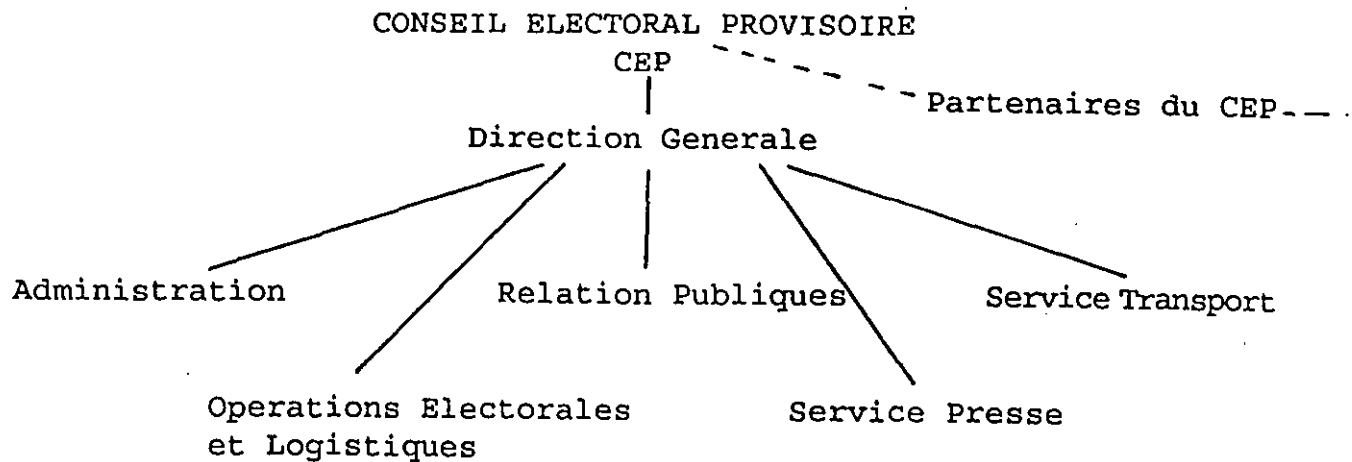 CONSEIL ELECTORAL PROVISOIRE
CEP
Partenaires du CEP
Direction Generale
Administration
Relation Publiques
Service Transport
Operations Electorales
et Logistiques
Service Presse